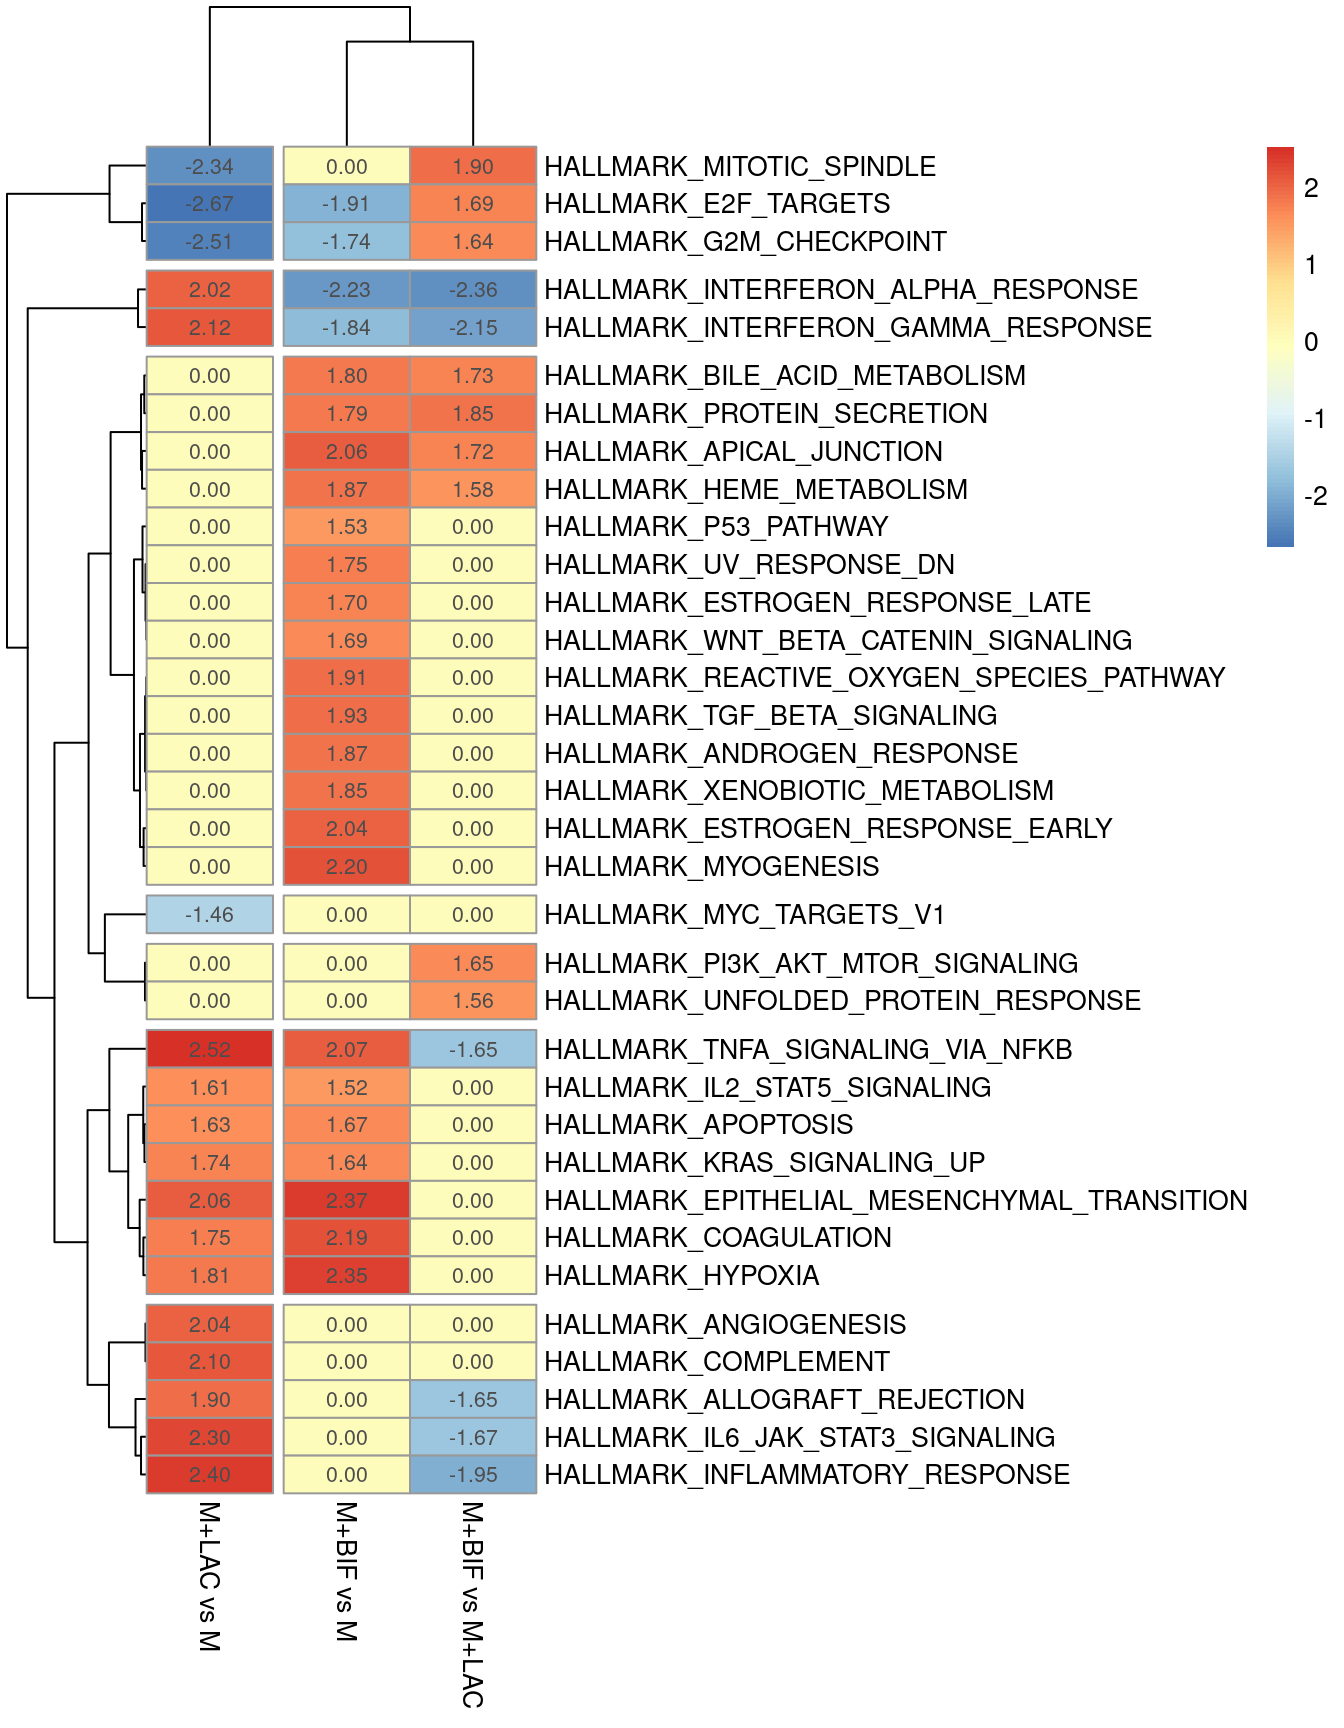 -2.34 0.00 1.90 HALLMARK_MITOTIC_SPINDLE
-2.67 -1.91 1.69 HALLMARK_E2F_TARGETS
-2.51 -1.74 1.64 HALLMARK_G2M_CHECKPOINT
2.02 -2.23 -2.36 HALLMARK_INTERFERON_ALPHA_RESPONSE
2.12 -1.84 -2.15 HALLMARK_INTERFERON_GAMMA_RESPONSE
0.00 1.80 1.73 HALLMARK_BILE_ACID_METABOLISM
0.00 1.79 1.85 HALLMARK_PROTEIN_SECRETION
0.00 2.06 1.72 HALLMARK_APICAL_JUNCTION
0.00 1.87 1.58 HALLMARK_HEME_METABOLISM
0.00 1.53 0.00 HALLMARK_P53_PATHWAY
0.00 1.75 0.00 HALLMARK_UV_RESPONSE_DN
0.00 1.70 0.00 HALLMARK_ESTROGEN_RESPONSE_LATE
0.00 1.69 0.00 HALLMARK_WNT_BETA_CATENIN_SIGNALING
0.00 1.91 0.00 HALLMARK_REACTIVE_OXYGEN_SPECIES_PATHWAY
0.00 1.93 0.00 HALLMARK_TGF_BETA_SIGNALING
0.00 1.87 0.00 HALLMARK_ANDROGEN_RESPONSE
0.00 1.85 0.00 HALLMARK_XENOBIOTIC_METABOLISM
0.00 2.04 0.00 HALLMARK_ESTROGEN_RESPONSE_EARLY
0.00 2.20 0.00 HALLMARK_MYOGENESIS
-1.46 0.00 0.00 HALLMARK_MYC_TARGETS_V1
0.00 0.00 1.65 HALLMARK_PI3K_AKT_MTOR_SIGNALING
0.00 0.00 1.56 HALLMARK_UNFOLDED_PROTEIN_RESPONSE
2.52 2.07 -1.65 HALLMARK_TNFA_SIGNALING_VIA_NFKB
1.61 1.52 0.00 HALLMARK_IL2_STAT5_SIGNALING
1.63 1.67 0.00 HALLMARK_APOPTOSIS
1.74 1.64 0.00 HALLMARK_KRAS_SIGNALING_UP
2.06 2.37 0.00 HALLMARK_EPITHELIAL_MESENCHYMAL_TRANSITION
1.75 2.19 0.00 HALLMARK_COAGULATION
1.81 2.35 0.00 HALLMARK_HYPOXIA
2.04 0.00 0.00 HALLMARK_ANGIOGENESIS
2.10 0.00 0.00 HALLMARK_COMPLEMENT
1.90 0.00 -1.65 HALLMARK_ALLOGRAFT_REJECTION
2.30 0.00 -1.67 HALLMARK_IL6_JAK_STAT3_SIGNALING
2.40 0.00 -1.95 HALLMARK_INFLAMMATORY_RESPONSE
M+LAC vs M
M+BIF vs M
M+BIF vs M+LAC
2
1
0
-1
-2